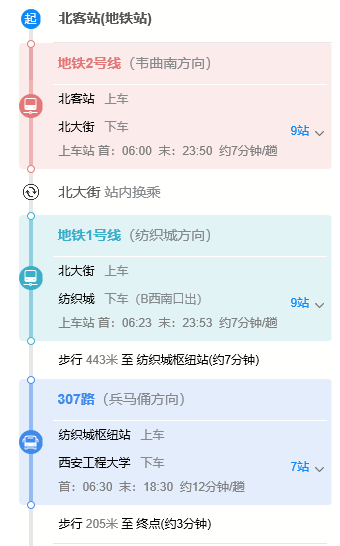 起 北客站(地铁站)
地铁2号线（韦曲南方向）
北客站 上车
北大街 下车
9站
上车站 首：06:00 末：23:50 约7分钟/趟
北大街 站内换乘
地铁1号线（纺织城方向）
北大街 上车
纺织城 下车（B西南口出）
9站
上车站 首：06:23 末：23:53 约7分钟/趟
步行 443米 至 纺织城枢纽站(约7分钟)
307路（兵马俑方向）
纺织城枢纽站 上车
西安工程大学 下车
7站
首：06:30 末：18:30 约12分钟/趟
步行 205米 至 终点(约3分钟)